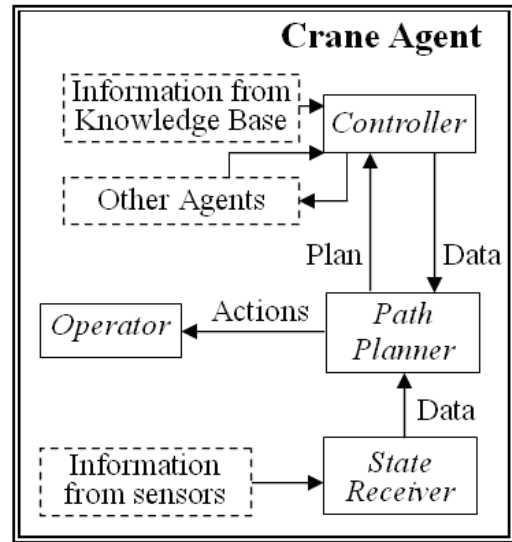 Crane Agent
Information from
Knowledge Base
Controller
Other Agents
Plan
Data
Operator
Actions
Path
Planner
Data
Information
from sensors
State
Receiver